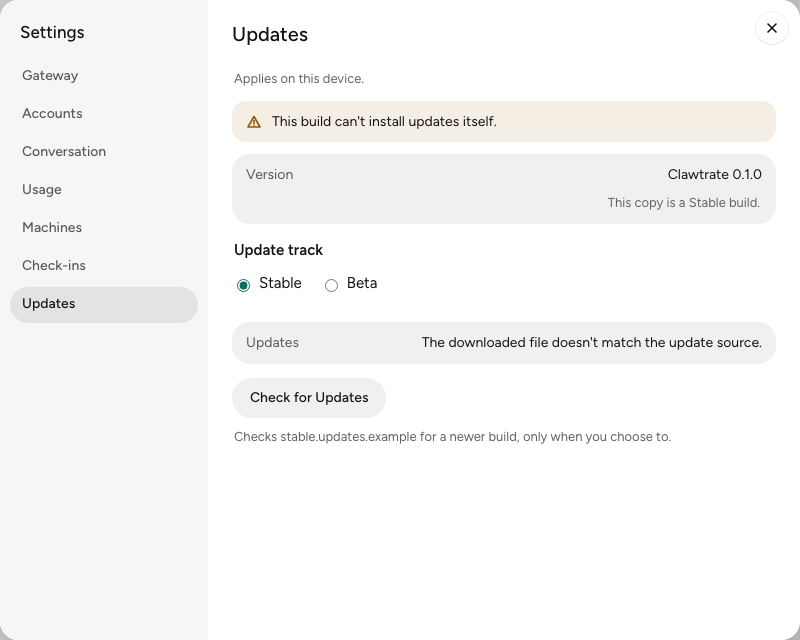 Settings
Gateway
Accounts
Conversation
Usage
Machines
Check-ins
Updates
Updates
Applies on this device.
This build can't install updates itself.
Version
Clawtrate 0.1.0
This copy is a Stable build.
Update track
Stable
Beta
Updates
The downloaded file doesn't match the update source.
Check for Updates
Checks stable.updates.example for a newer build, only when you choose to.